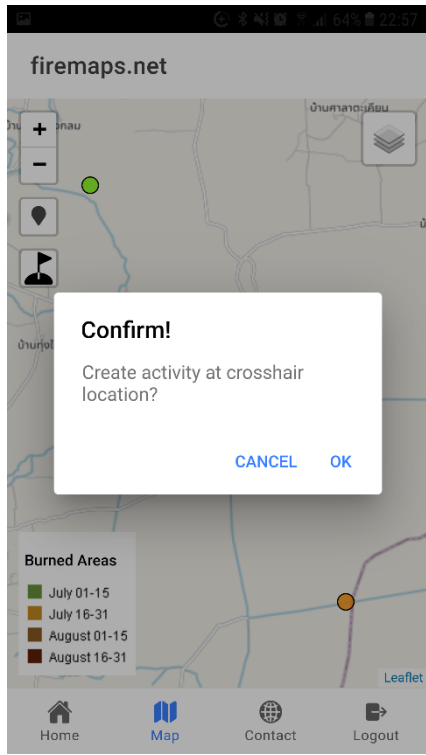 64% 22:57
firemaps.net
บ้านศาลาตะเคียน
+
−
Confirm!
Create activity at crosshair
location?
CANCEL OK
Burned Areas
July 01-15
July 16-31
August 01-15
August 16-31
Leaflet
Home Map Contact Logout